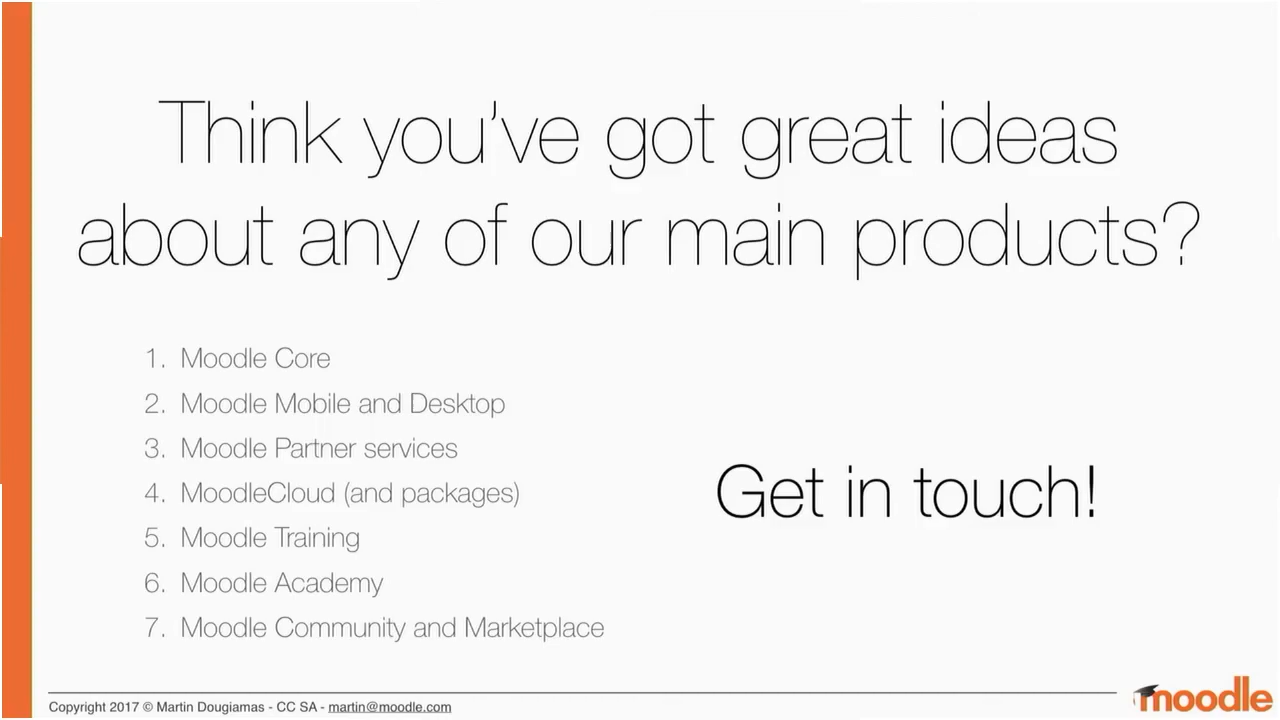 Think you've got great ideas
about any of our main products?
1. Moodle Core
2. Moodle Mobile and Desktop
3. Moodle Partner services
4. MoodleCloud (and packages)
5. Moodle Training
6. Moodle Academy
7. Moodle Community and Marketplace
Get in touch!
Copyright 2017 © Martin Dougiamas - CC SA - martin@moodle.com
moodle